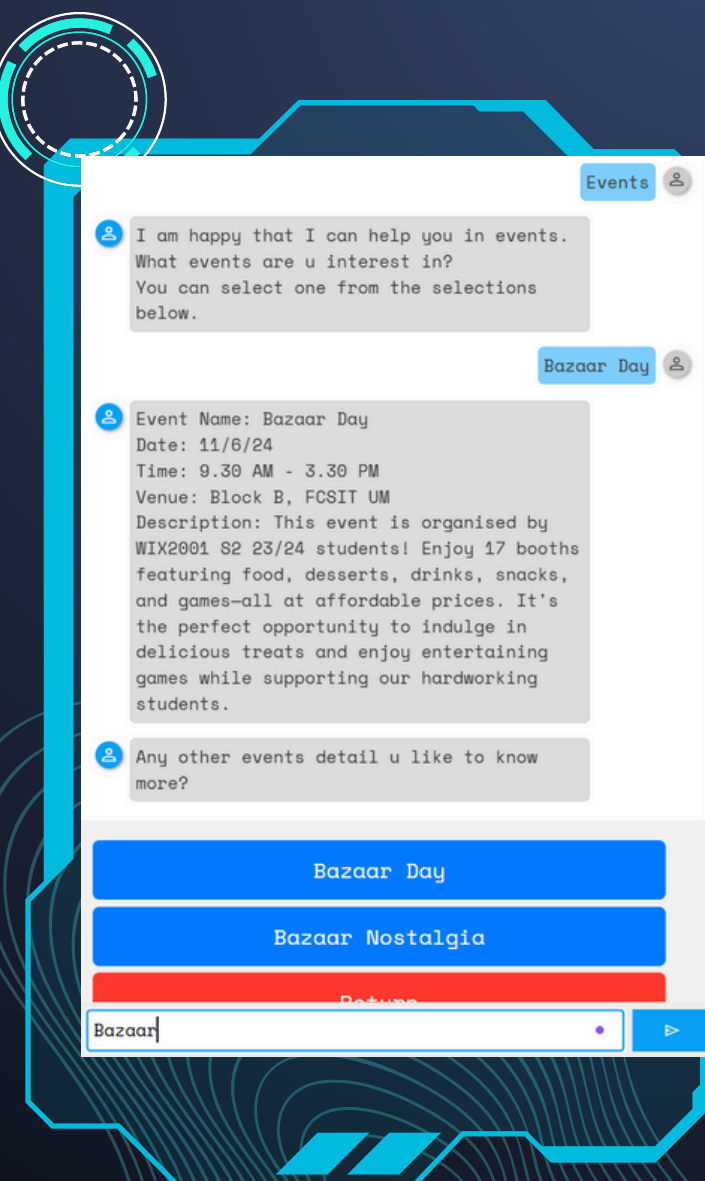 Events
I am happy that I can help you in events.
What events are u interest in?
You can select one from the selections
below.
Bazaar Day
Event Name: Bazaar Day
Date: 11/6/24
Time: 9.30 AM - 3.30 PM
Venue: Block B, FCSIT UM
Description: This event is organised by
WIX2001 S2 23/24 students! Enjoy 17 booths
featuring food, desserts, drinks, snacks,
and games—all at affordable prices. It's
the perfect opportunity to indulge in
delicious treats and enjoy entertaining
games while supporting our hardworking
students.
Any other events detail u like to know
more?
Bazaar Day
Bazaar Nostalgia
Return
Bazaar